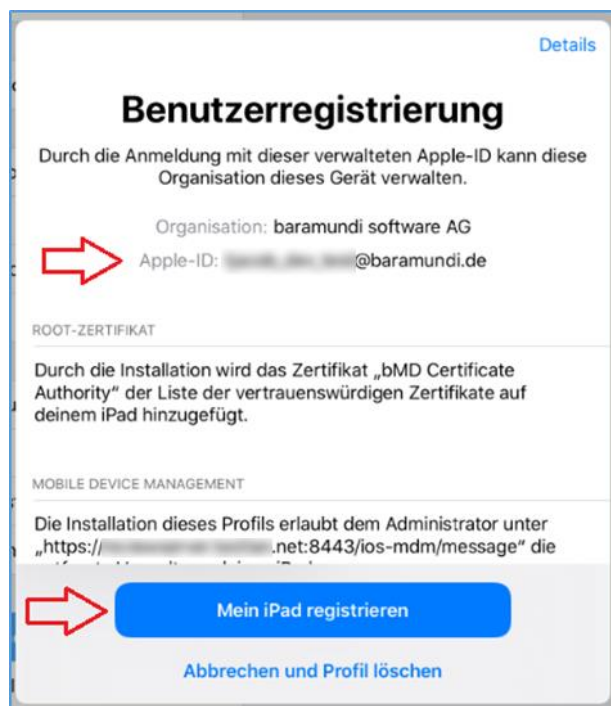 Details
Benutzerregistrierung
Durch die Anmeldung mit dieser verwalteten Apple-ID kann diese
Organisation dieses Gerät verwalten.
Organisation: baramundi software AG
Apple-ID: @baramundi.de
ROOT-ZERTIFIKAT
Durch die Installation wird das Zertifikat „bMD Certificate
Authority“ der Liste der vertrauenswürdigen Zertifikate auf
deinem iPad hinzugefügt.
MOBILE DEVICE MANAGEMENT
Die Installation dieses Profils erlaubt dem Administrator unter
„https:// .net:8443/ios-mdm/message“ die
Mein iPad registrieren
Abbrechen und Profil löschen